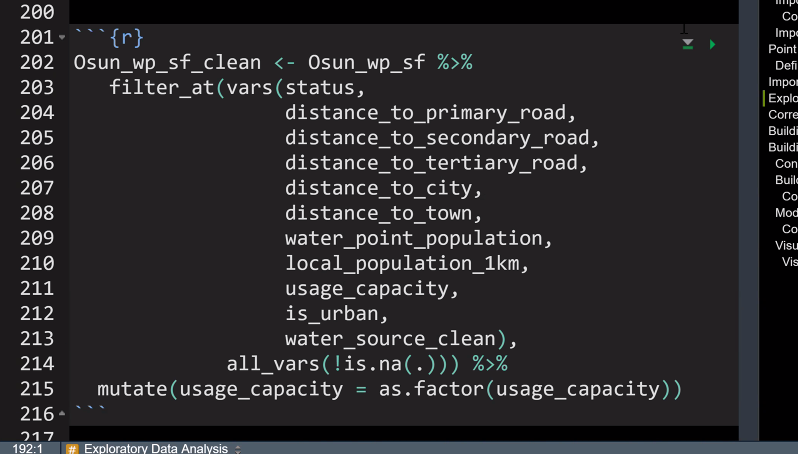 200
201 ```{r}
202 Osun_wp_sf_clean <- Osun_wp_sf %>%
203 filter_at(vars(status,
204 distance_to_primary_road,
205 distance_to_secondary_road,
206 distance_to_tertiary_road,
207 distance_to_city,
208 distance_to_town,
209 water_point_population,
210 local_population_1km,
211 usage_capacity,
212 is_urban,
213 water_source_clean),
214 all_vars(!is.na(.))) %>%
215 mutate(usage_capacity = as.factor(usage_capacity))
216 ```
217
192:1 # Exploratory Data Analysis
Co
Impo
Point
Defi
Impor
Explo
Corre
Buildi
Buildi
Con
Buil
Co
Mod
Co
Visu
Vis